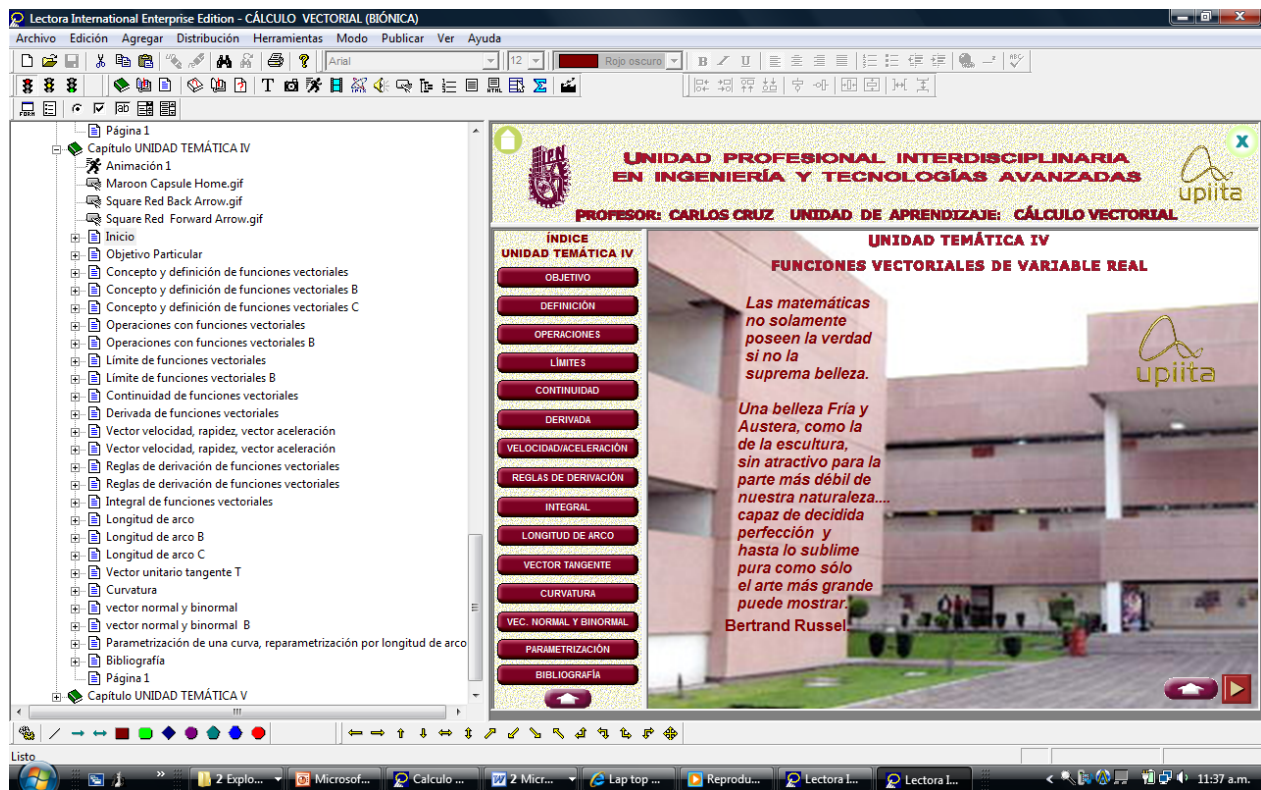 Lectora International Enterprise Edition - CÁLCULO VECTORIAL (BIÓNICA)
Archivo Edición Agregar Distribución Herramientas Modo Publicar Ver Ayuda
Arial 12 Rojo oscuro B Z U
Página 1
Capítulo UNIDAD TEMÁTICA IV
Animación 1
Maroon Capsule Home.gif
Square Red Back Arrow.gif
Square Red Forward Arrow.gif
Inicio
Objetivo Particular
Concepto y definición de funciones vectoriales
Concepto y definición de funciones vectoriales B
Concepto y definición de funciones vectoriales C
Operaciones con funciones vectoriales
Operaciones con funciones vectoriales B
Límite de funciones vectoriales
Límite de funciones vectoriales B
Continuidad de funciones vectoriales
Derivada de funciones vectoriales
Vector velocidad, rapidez, vector aceleración
Vector velocidad, rapidez, vector aceleración
Reglas de derivación de funciones vectoriales
Reglas de derivación de funciones vectoriales
Integral de funciones vectoriales
Longitud de arco
Longitud de arco B
Longitud de arco C
Vector unitario tangente T
Curvatura
vector normal y binormal
vector normal y binormal B
Parametrización de una curva, reparametrización por longitud de arco
Bibliografía
Página 1
Capítulo UNIDAD TEMÁTICA V
IPN
UNIDAD PROFESIONAL INTERDISCIPLINARIA
EN INGENIERÍA Y TECNOLOGÍAS AVANZADAS
PROFESOR: CARLOS CRUZ UNIDAD DE APRENDIZAJE: CÁLCULO VECTORIAL
upiita
X
ÍNDICE
UNIDAD TEMÁTICA IV
OBJETIVO
DEFINICIÓN
OPERACIONES
LÍMITES
CONTINUIDAD
DERIVADA
VELOCIDAD/ACELERACIÓN
REGLAS DE DERIVACIÓN
INTEGRAL
LONGITUD DE ARCO
VECTOR TANGENTE
CURVATURA
VEC. NORMAL Y BINORMAL
PARAMETRIZACIÓN
BIBLIOGRAFÍA
UNIDAD TEMÁTICA IV
FUNCIONES VECTORIALES DE VARIABLE REAL
Las matemáticas
no solamente
poseen la verdad
si no la
suprema belleza.
Una belleza Fría y
Austera, como la
de la escultura,
sin atractivo para la
parte más débil de
nuestra naturaleza....
capaz de decidida
perfección y
hasta lo sublime
pura como sólo
el arte más grande
puede mostrar.
Bertrand Russel.
upiita
Listo
2 Explo... Microsof... Calculo ... 2 Micr... Lap top ... Reprodu... Lectora I... Lectora I... 11:37 a.m.